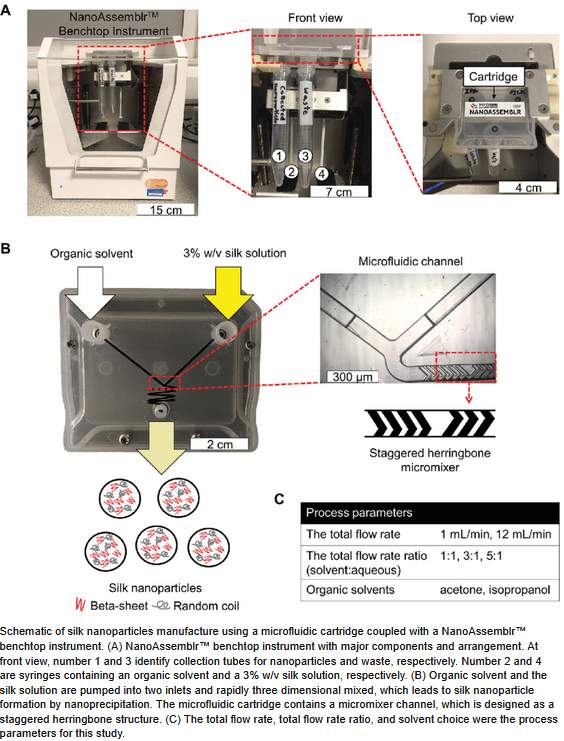 A
NanoAssemblr™
Benchtop Instrument
15 cm
Front view
Collected
nanoparticles
Waste
1
2
3
4
7 cm
Top view
Cartridge
NANOASSEMBLR
4 cm
B
Organic solvent
3% w/v silk solution
2 cm
Microfluidic channel
300 µm
Staggered herringbone
micromixer
Silk nanoparticles
Beta-sheet
Random coil
C
Process parameters
The total flow rate
1 mL/min, 12 mL/min
The total flow rate ratio
(solvent:aqueous)
1:1, 3:1, 5:1
Organic solvents
acetone, isopropanol
Schematic of silk nanoparticles manufacture using a microfluidic cartridge coupled with a NanoAssemblr™
benchtop instrument. (A) NanoAssemblr™ benchtop instrument with major components and arrangement. At
front view, number 1 and 3 identify collection tubes for nanoparticles and waste, respectively. Number 2 and 4
are syringes containing an organic solvent and a 3% w/v silk solution, respectively. (B) Organic solvent and the
silk solution are pumped into two inlets and rapidly three dimensional mixed, which leads to silk nanoparticle
formation by nanoprecipitation. The microfluidic cartridge contains a micromixer channel, which is designed as a
staggered herringbone structure. (C) The total flow rate, total flow rate ratio, and solvent choice were the process
parameters for this study.